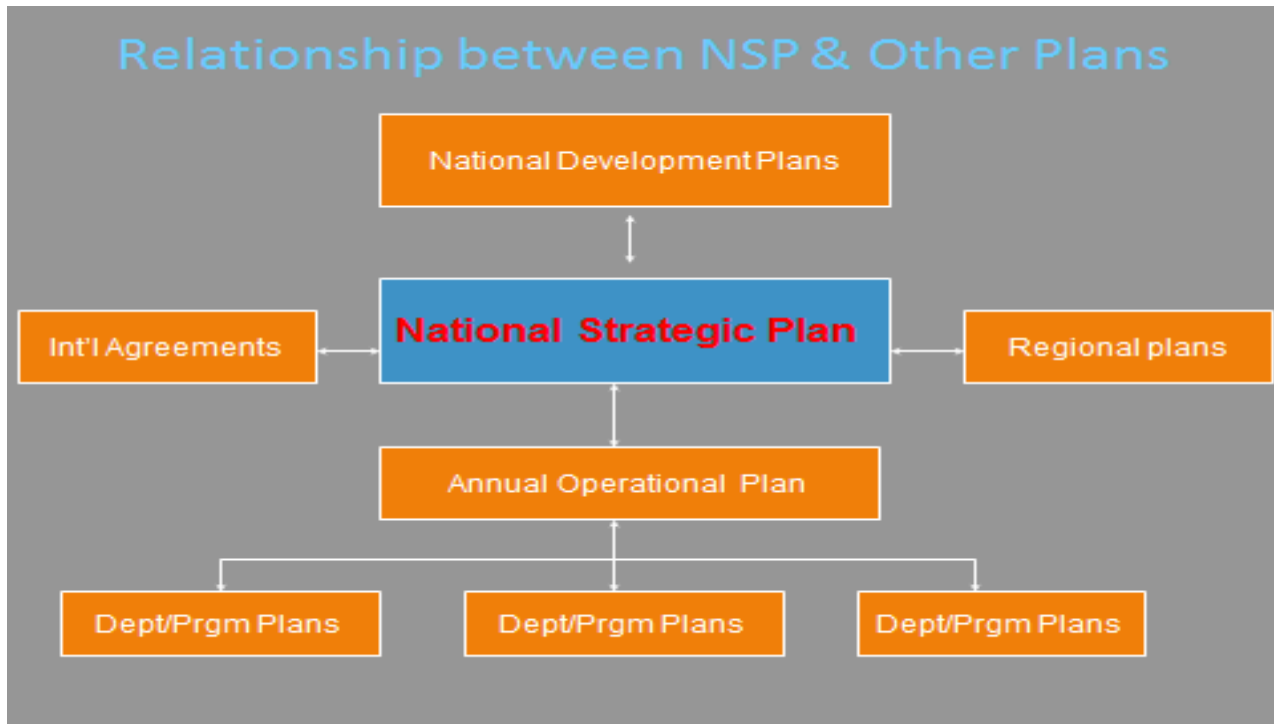 Relationship between NSP & Other Plans
National Development Plans
Int'l Agreements
National Strategic Plan
Regional plans
Annual Operational Plan
Dept/Prgm Plans
Dept/Prgm Plans
Dept/Prgm Plans